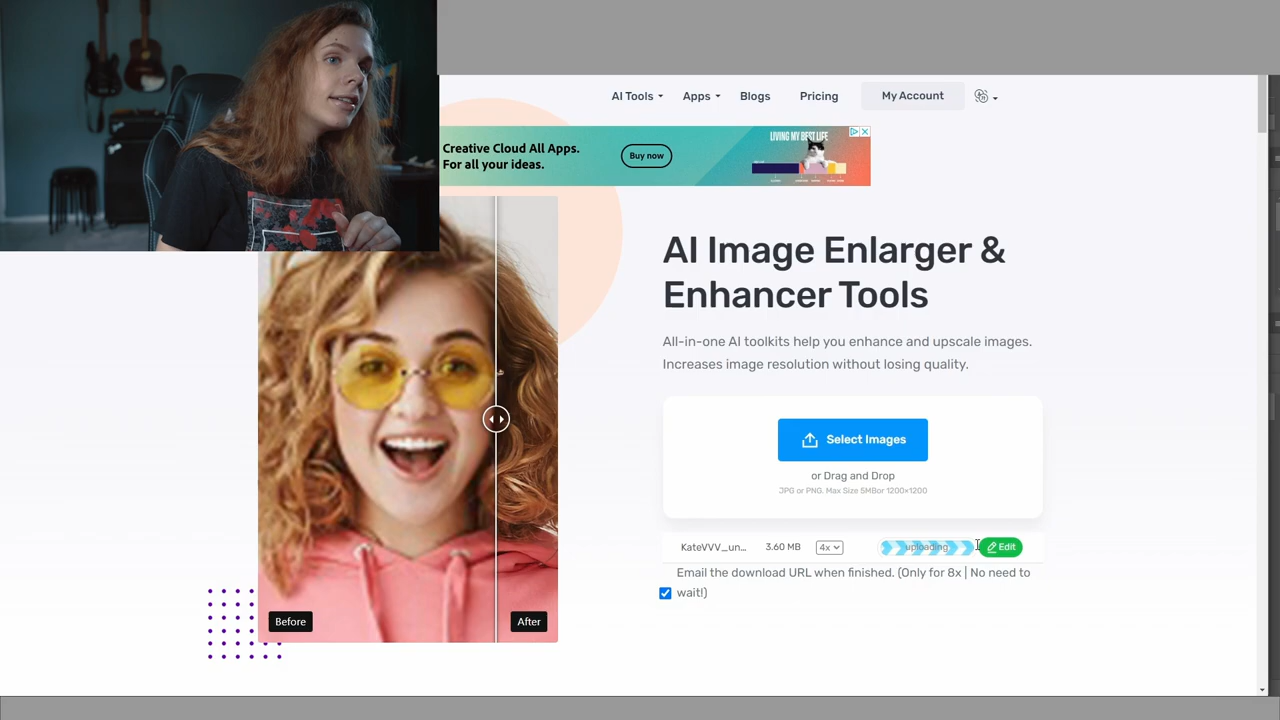 AI Tools
Apps
Blogs
Pricing
My Account
Creative Cloud All Apps.
For all your ideas.
Buy now
LIVING MY BEST LIFE
AI Image Enlarger &
Enhancer Tools
All-in-one AI toolkits help you enhance and upscale images.
Increases image resolution without losing quality.
Select Images
or Drag and Drop
JPG or PNG. Max Size 5MBor 1200×1200
KateVVV_un... 3.60 MB 4x uploading Edit
Email the download URL when finished. (Only for 8x | No need to
wait!)
Before
After